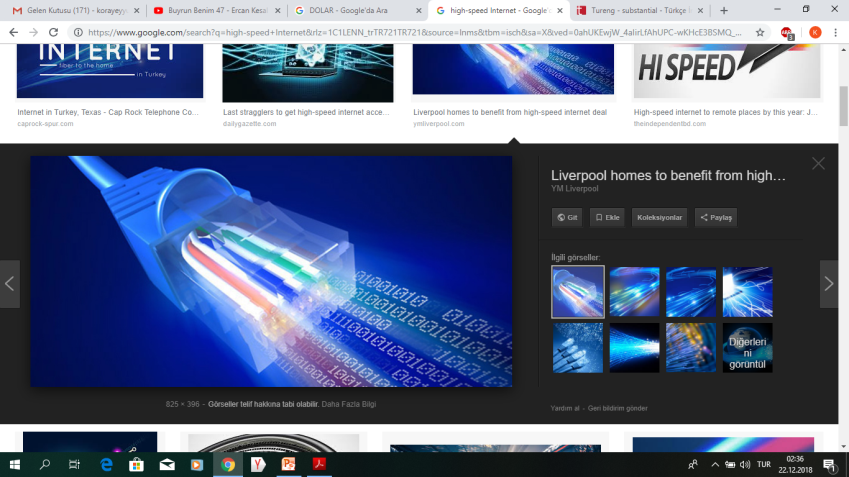 Gelen Kutusu (171) - korayeyy
Buyrun Benim 47 - Ercan Kesa
DOLAR - Google'da Ara
high-speed Internet - Google'
Tureng - substantial - Türkçe İ
https://www.google.com/search?q=high-speed+Internet&rlz=1C1LENN_trTR721TR721&source=lnms&tbm=isch&sa=X&ved=
3
K
INTERNET
fiber to the home
in Turkey
HI SPEED
Internet in Turkey, Texas - Cap Rock Telephone Co...
caprock-spur.com
Last stragglers to get high-speed internet acce...
dailygazette.com
Liverpool homes to benefit from high-speed internet deal
ymliverpool.com
High-speed internet to remote places by this year: J...
theindependentbd.com
Liverpool homes to benefit from high…
YM Liverpool
Git
Ekle
Koleksiyonlar
Paylaş
İlgili görseller:
Diğerleri
ni
görüntül
825 × 396 - Görseller telif hakkına tabi olabilir. Daha Fazla Bilgi
Yardım al - Geri bildirim gönder
TUR
02:36
22.12.2018
1